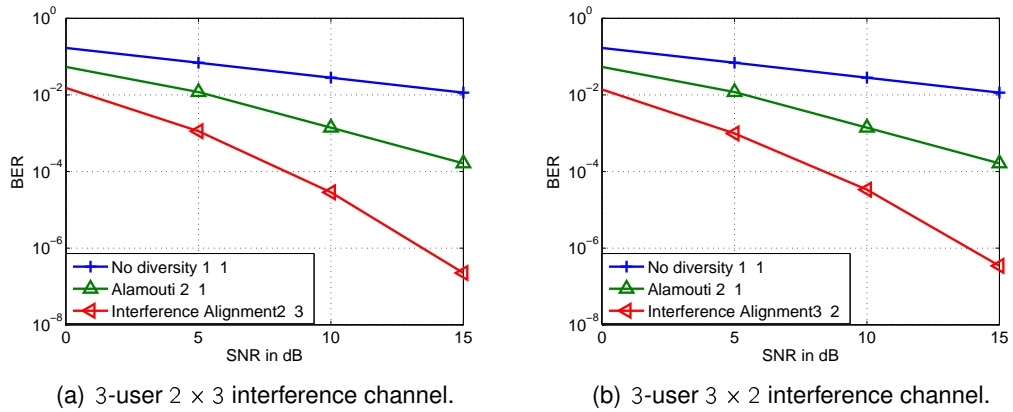 10^0
10^-2
10^-4
10^-6
10^-8
BER
No diversity 1 1
Alamouti 2 1
Interference Alignment2 3
0 5 10 15
SNR in dB
(a) 3-user 2 × 3 interference channel.
10^0
10^-2
10^-4
10^-6
10^-8
BER
No diversity 1 1
Alamouti 2 1
Interference Alignment3 2
0 5 10 15
SNR in dB
(b) 3-user 3 × 2 interference channel.